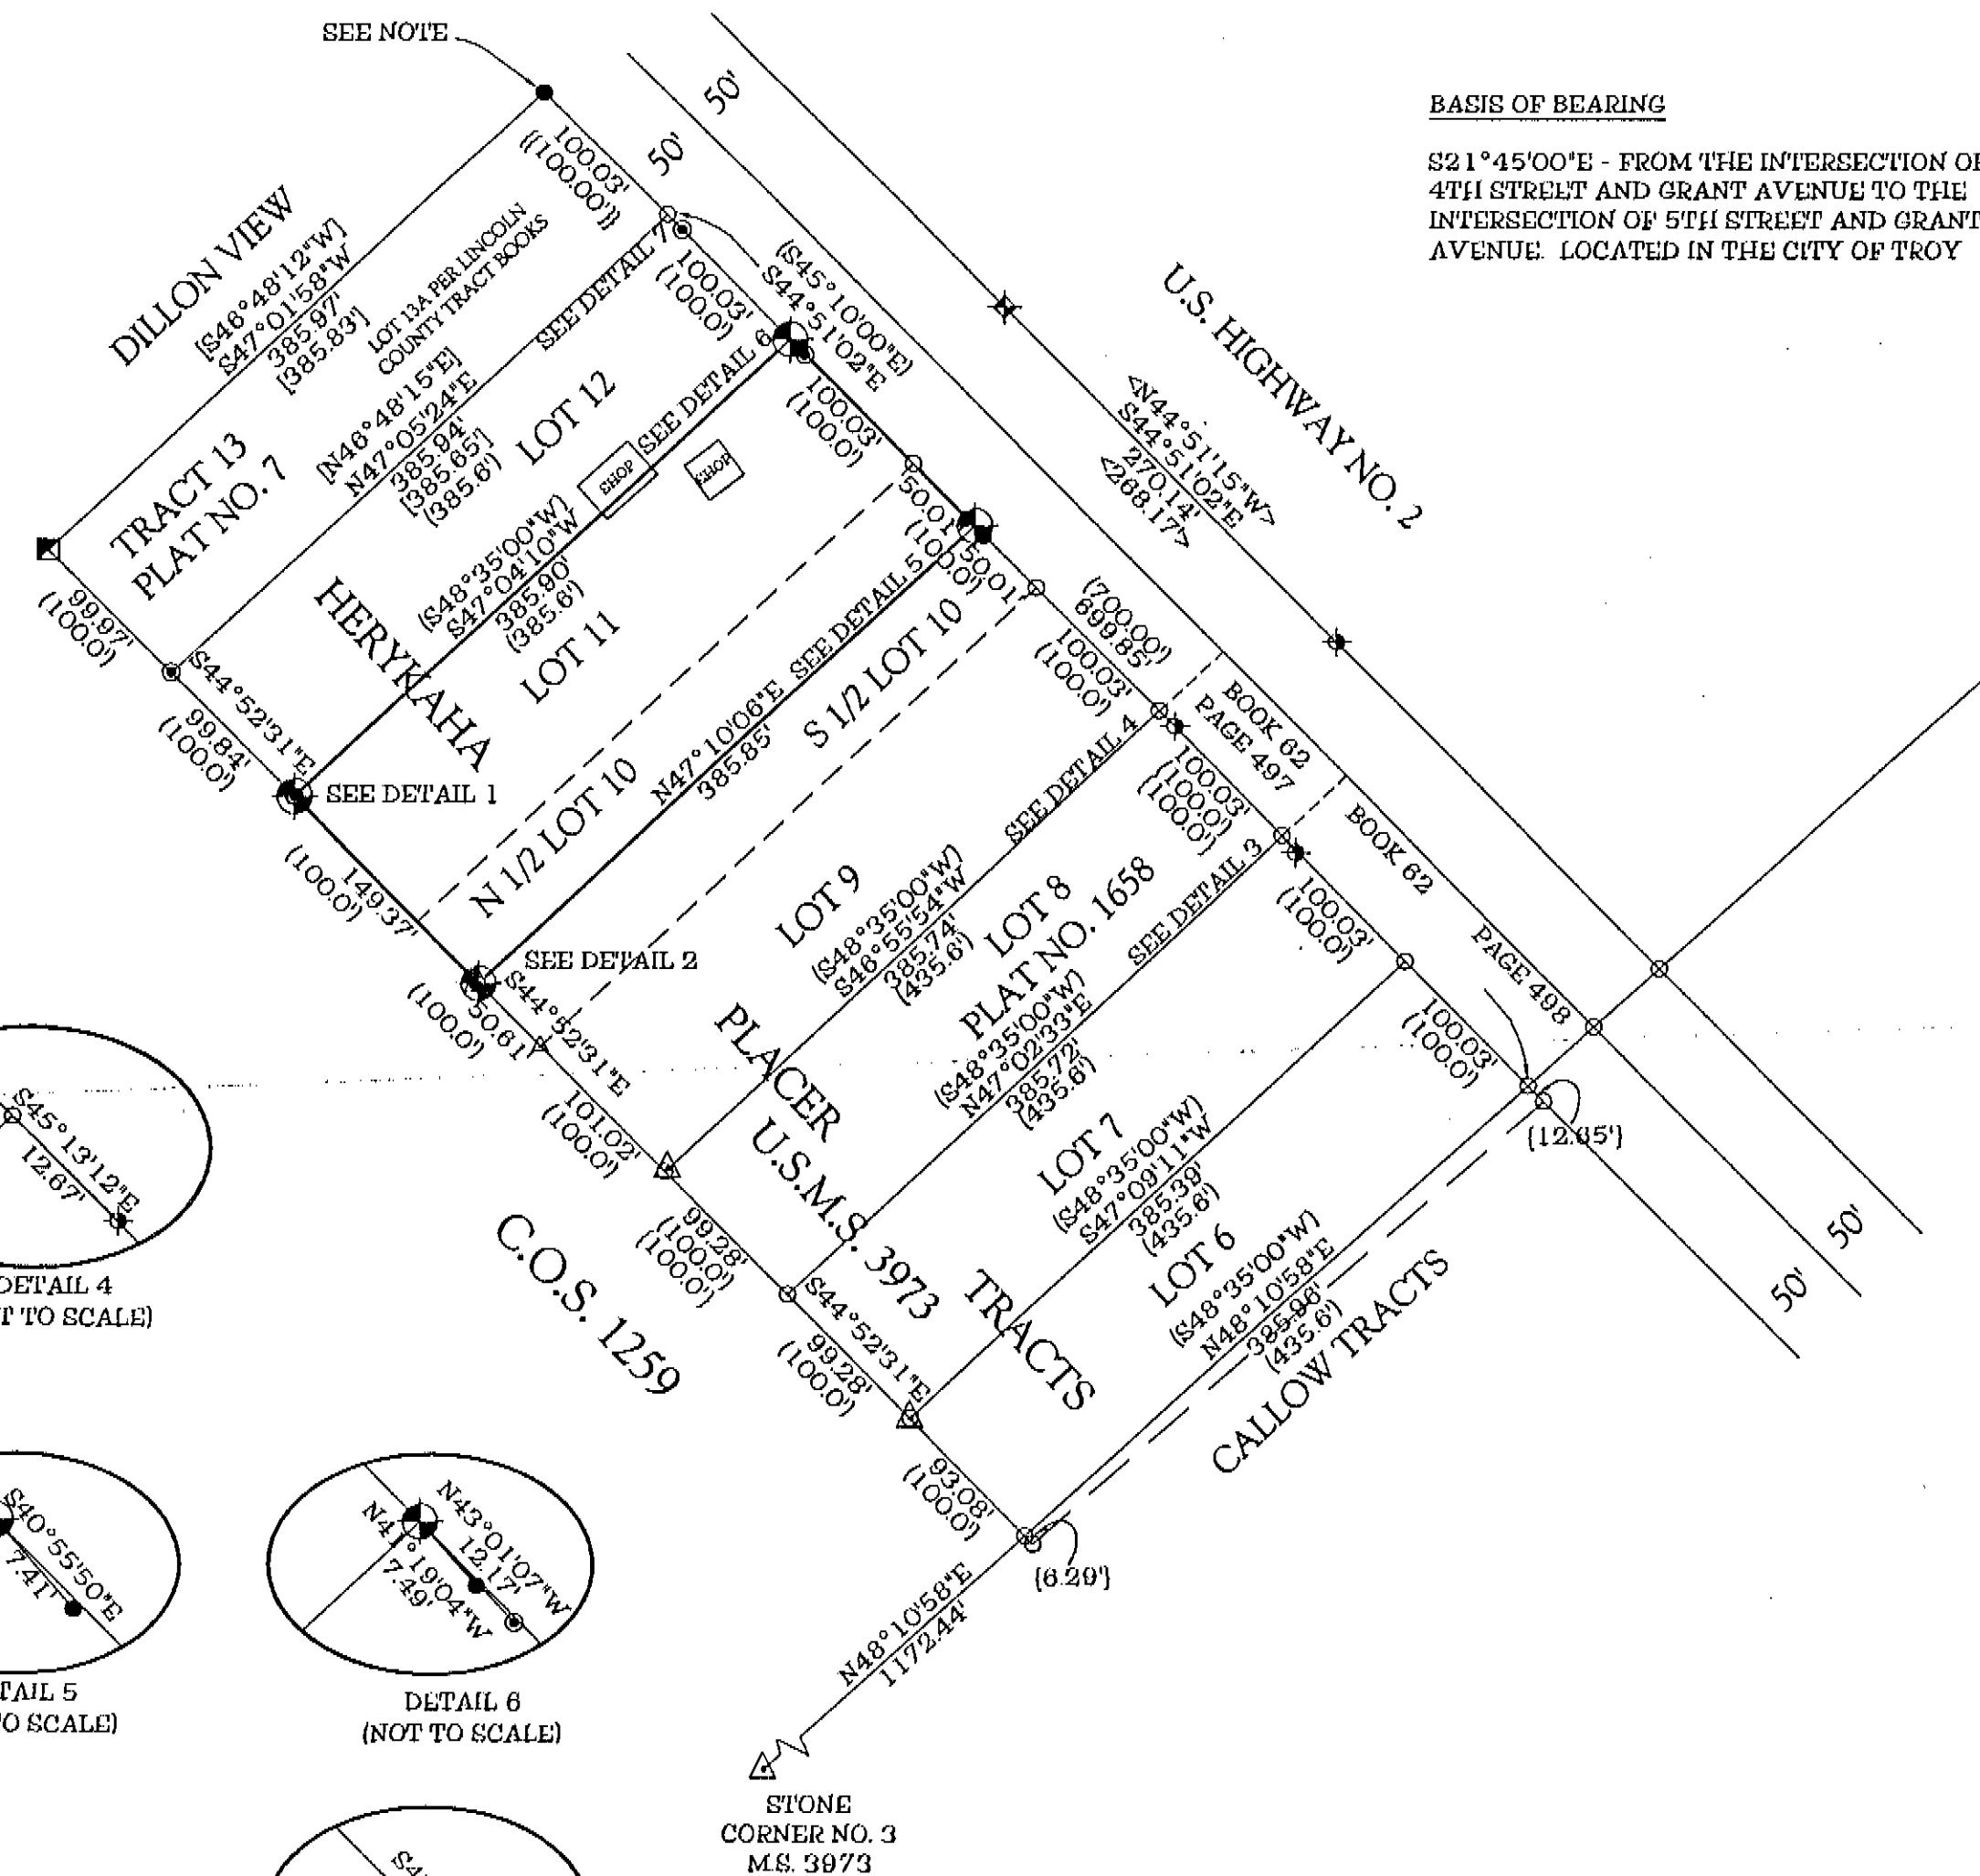 SEE NOTE
50'
50'
BASIS OF BEARING
S21°45'00"E - FROM THE INTERSECTION OF
4TH STREET AND GRANT AVENUE TO THE
INTERSECTION OF 5TH STREET AND GRANT
AVENUE. LOCATED IN THE CITY OF TROY
100.03'
{(100.00')}
DILLON VIEW
[S46°48'12"W]
S47°01'58"W
385.97'
[385.83']
LOT 13A PER LINCOLN
COUNTY TRACT BOOKS
SEE DETAIL 7
100.03'
(100.0')
(S45°10'00"E)
S44°51'02"E
U.S. HIGHWAY NO. 2
<N44°51'15"W>
S44°51'02"E
270.14'
<268.17>
TRACT 13
PLAT NO. 7
[N46°48'15"E]
N47°05'24"E
385.94'
[385.65']
(385.6')
LOT 12
SEE DETAIL 6
SHOP
SHOP
100.03'
(100.0')
99.97'
(100.0')
HERYKAHA
(S48°35'00"W)
S47°04'10"W
385.90'
(385.6')
LOT 11
50.01'
(100.0')
50.01'
S44°52'31"E
99.84'
(100.0')
SEE DETAIL 1
N 1/2 LOT 10
N47°10'06"E SEE DETAIL 5
385.85'
S 1/2 LOT 10
(700.00')
699.85'
100.03'
(100.0')
BOOK 62
PAGE 497
149.37'
(100.0')
SEE DETAIL 2
LOT 9
SEE DETAIL 4
(S48°35'00"W)
S46°55'54"W
385.74'
(435.6')
100.03'
(100.0')
{100.0'}
BOOK 62
PAGE 498
LOT 8
PLAT NO. 1658
SEE DETAIL 3
(S48°35'00"W)
N47°02'33"E
385.72'
(435.6')
100.03'
(100.0')
50.61'
(100.0')
S44°52'31"E
PLACER
U.S.M.S. 3973
TRACTS
100.03'
(100.0')
{12.65'}
101.02'
(100.0')
LOT 7
(S48°35'00"W)
S47°09'11"W
385.39'
(435.6')
S45°13'12"E
12.67'
DETAIL 4
T TO SCALE)
C.O.S. 1259
99.28'
(100.0')
{100.0'}
S44°52'31"E
99.28'
(100.0')
LOT 6
(S48°35'00"W)
N48°10'58"E
385.96'
(435.6')
CALLOW TRACTS
50'
50'
93.08'
(100.0')
{6.29'}
S40°55'50"E
7.41'
TAIL 5
O SCALE)
N43°01'07"W
12.17'
N41°19'04"W
7.49'
DETAIL 6
(NOT TO SCALE)
N48°10'58"E
1172.44'
STONE
CORNER NO. 3
M.S. 3973